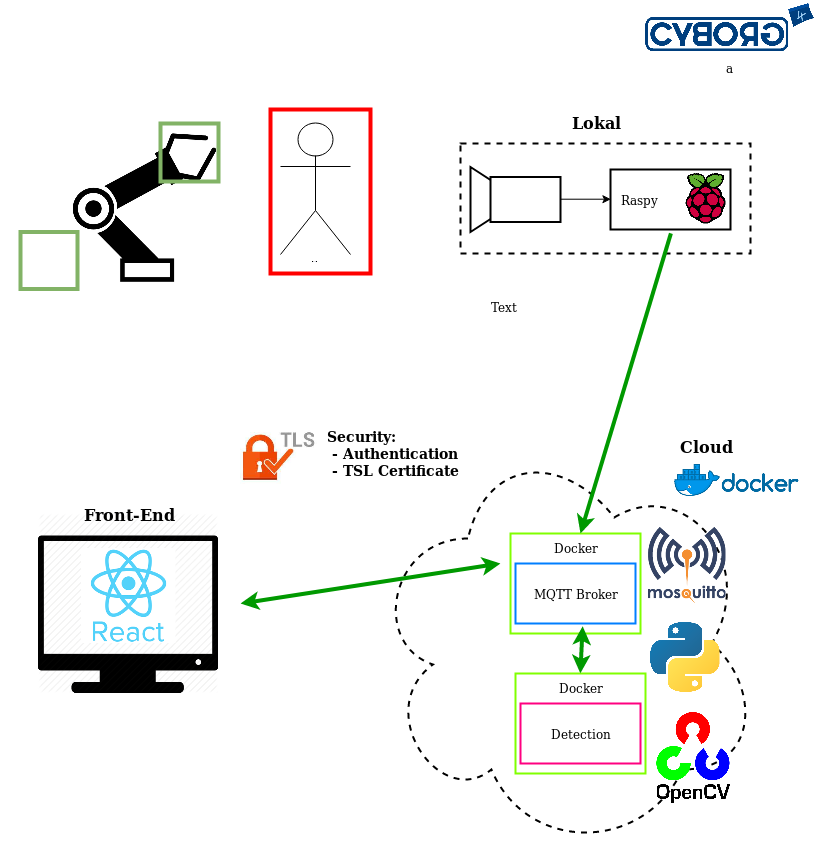 CYBORG
4
a
Lokal
Raspy
..
Text
TLS
Security:
- Authentication
- TSL Certificate
Cloud
docker
Front-End
React
Docker
MQTT Broker
mosquitto
Docker
Detection
OpenCV